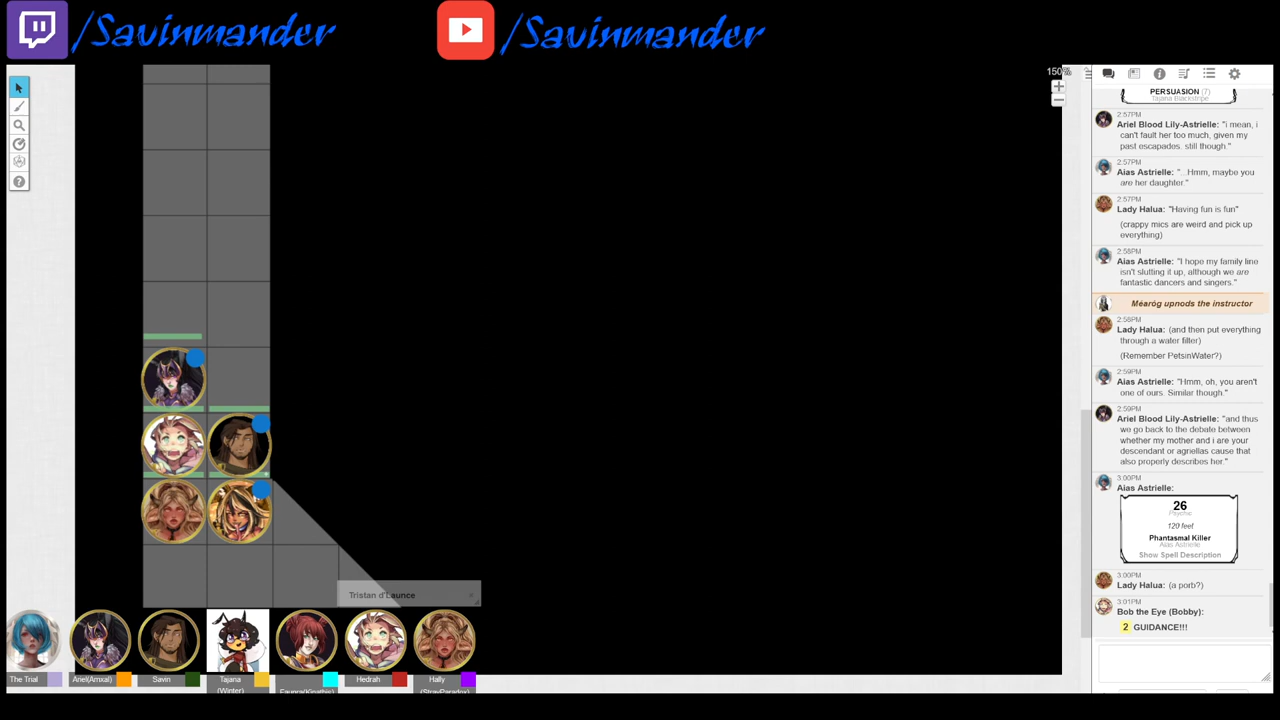 /Savinmander
/Savinmander
150%
PERSUASION (7)
Tajana Blackstripe
2:57PM
Ariel Blood Lily-Astrielle: "i mean, i
can't fault her too much, given my
past escapades. still though."
2:57PM
Aias Astrielle: "...Hmm, maybe you
are her daughter."
2:57PM
Lady Halua: "Having fun is fun"
(crappy mics are weird and pick up
everything)
2:58PM
Aias Astrielle: "I hope my family line
isn't slutting it up, although we are
fantastic dancers and singers."
Méaróg upnods the instructor
2:58PM
Lady Halua: (and then put everything
through a water filter)
(Remember PetsinWater?)
2:59PM
Aias Astrielle: "Hmm, oh, you aren't
one of ours. Similar though."
2:59PM
Ariel Blood Lily-Astrielle: "and thus
we go back to the debate between
whether my mother and i are your
descendant or agriellas cause that
also properly describes her."
3:00PM
Aias Astrielle:
26
Psychic
120 feet
Phantasmal Killer
Aias Astrielle
Show Spell Description
3:00PM
Lady Halua: (a porb?)
3:01PM
Bob the Eye (Bobby):
2 GUIDANCE!!!
Tristan d'Launce
The Trial
Ariel(Amxal)
Savin
Tajana
(Winter)
Hedrah
Hally
(StrayParadox)